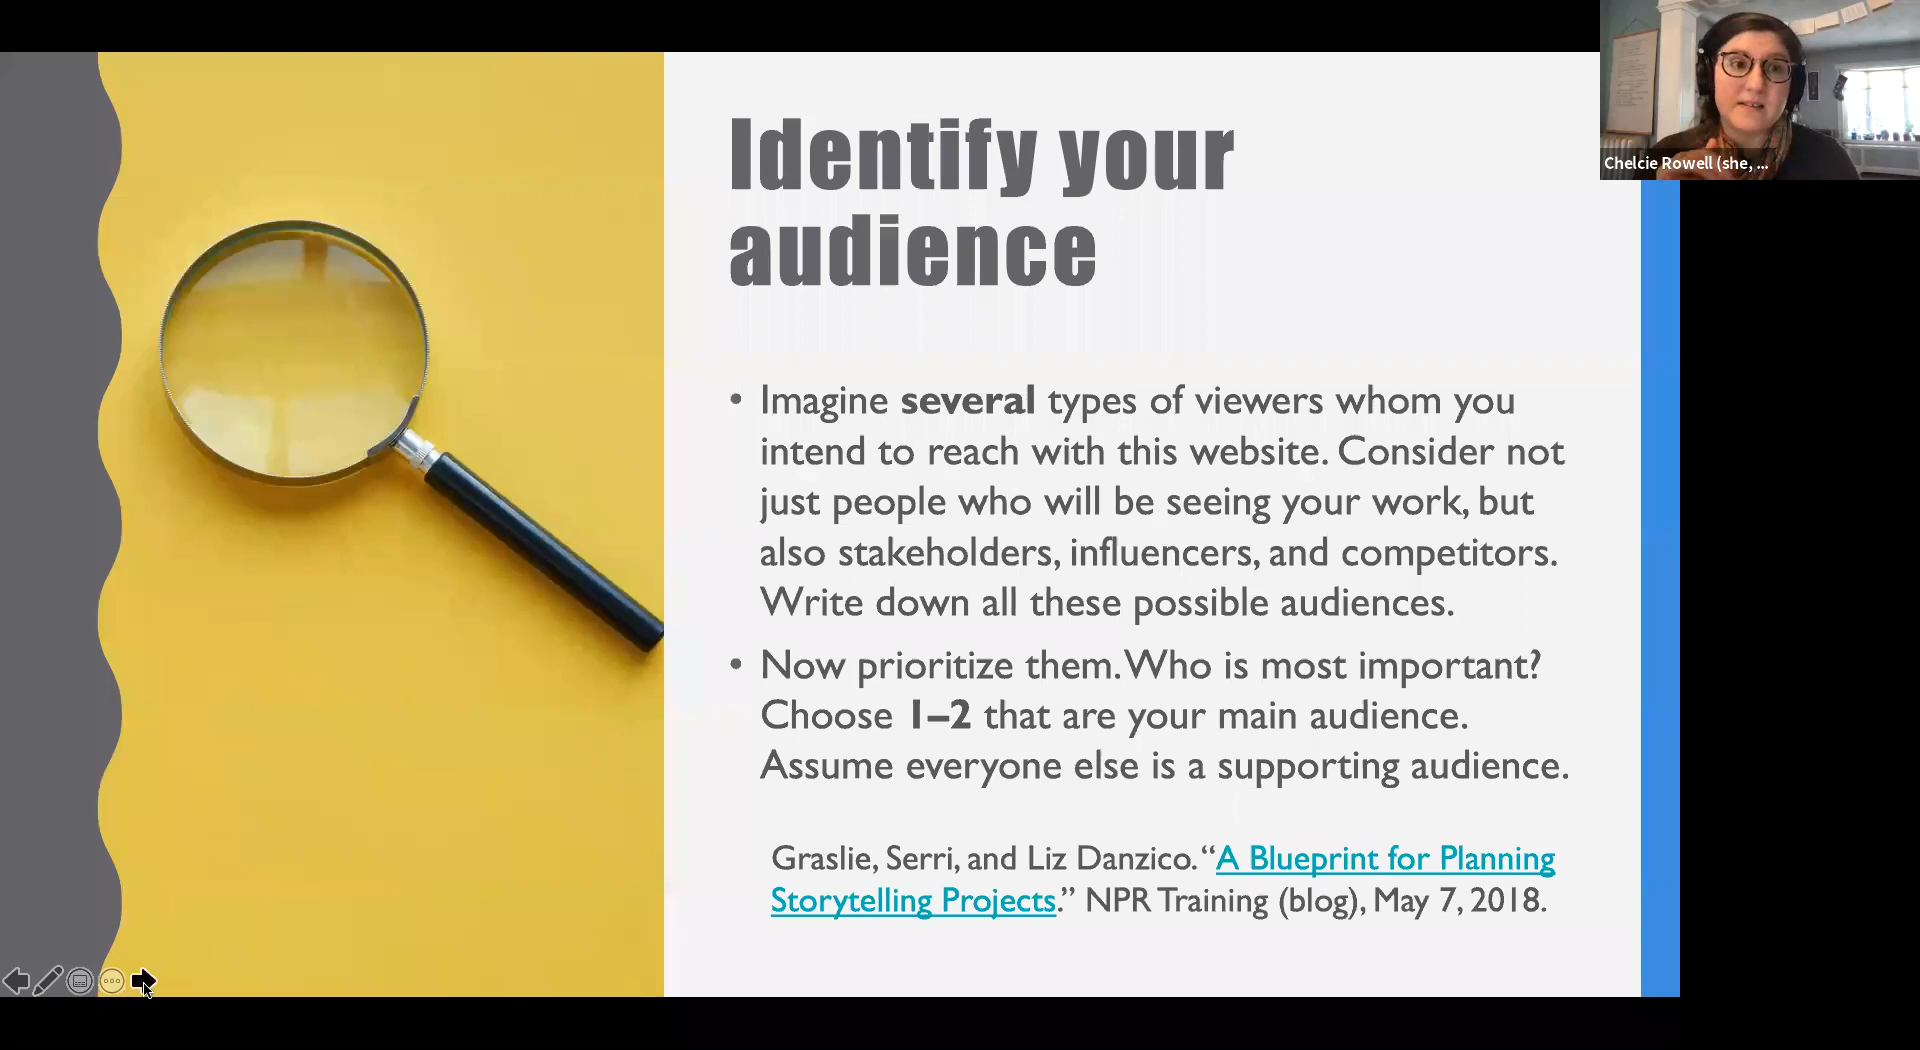 Identify your
audience
• Imagine several types of viewers whom you
intend to reach with this website. Consider not
just people who will be seeing your work, but
also stakeholders, influencers, and competitors.
Write down all these possible audiences.
• Now prioritize them. Who is most important?
Choose 1–2 that are your main audience.
Assume everyone else is a supporting audience.
Graslie, Serri, and Liz Danzico. “A Blueprint for Planning
Storytelling Projects.” NPR Training (blog), May 7, 2018.
Chelcie Rowell (she, ...